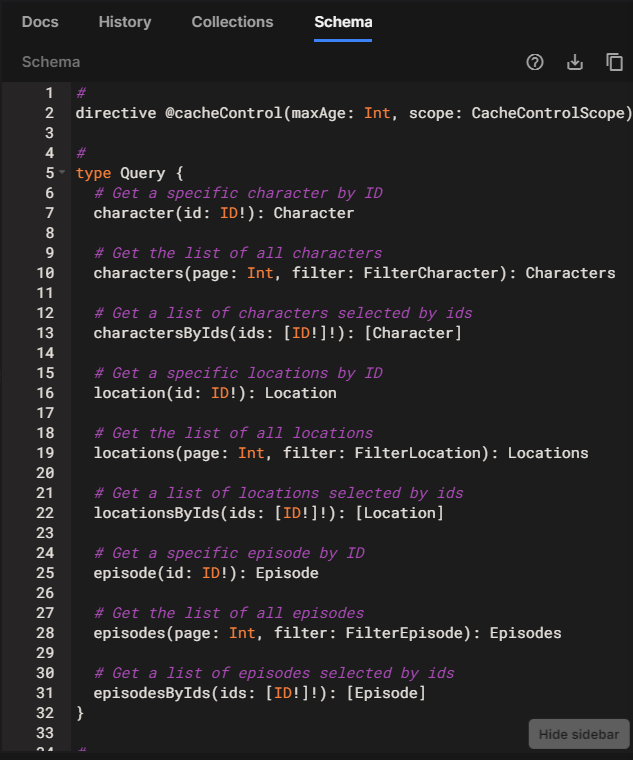 Docs History Collections Schema
Schema
1 #
2 directive @cacheControl(maxAge: Int, scope: CacheControlScope)
3
4 #
5 type Query {
6 # Get a specific character by ID
7 character(id: ID!): Character
8
9 # Get the list of all characters
10 characters(page: Int, filter: FilterCharacter): Characters
11
12 # Get a list of characters selected by ids
13 charactersByIds(ids: [ID!]!): [Character]
14
15 # Get a specific locations by ID
16 location(id: ID!): Location
17
18 # Get the list of all locations
19 locations(page: Int, filter: FilterLocation): Locations
20
21 # Get a list of locations selected by ids
22 locationsByIds(ids: [ID!]!): [Location]
23
24 # Get a specific episode by ID
25 episode(id: ID!): Episode
26
27 # Get the list of all episodes
28 episodes(page: Int, filter: FilterEpisode): Episodes
29
30 # Get a list of episodes selected by ids
31 episodesByIds(ids: [ID!]!): [Episode]
32 }
33
Hide sidebar
34 #